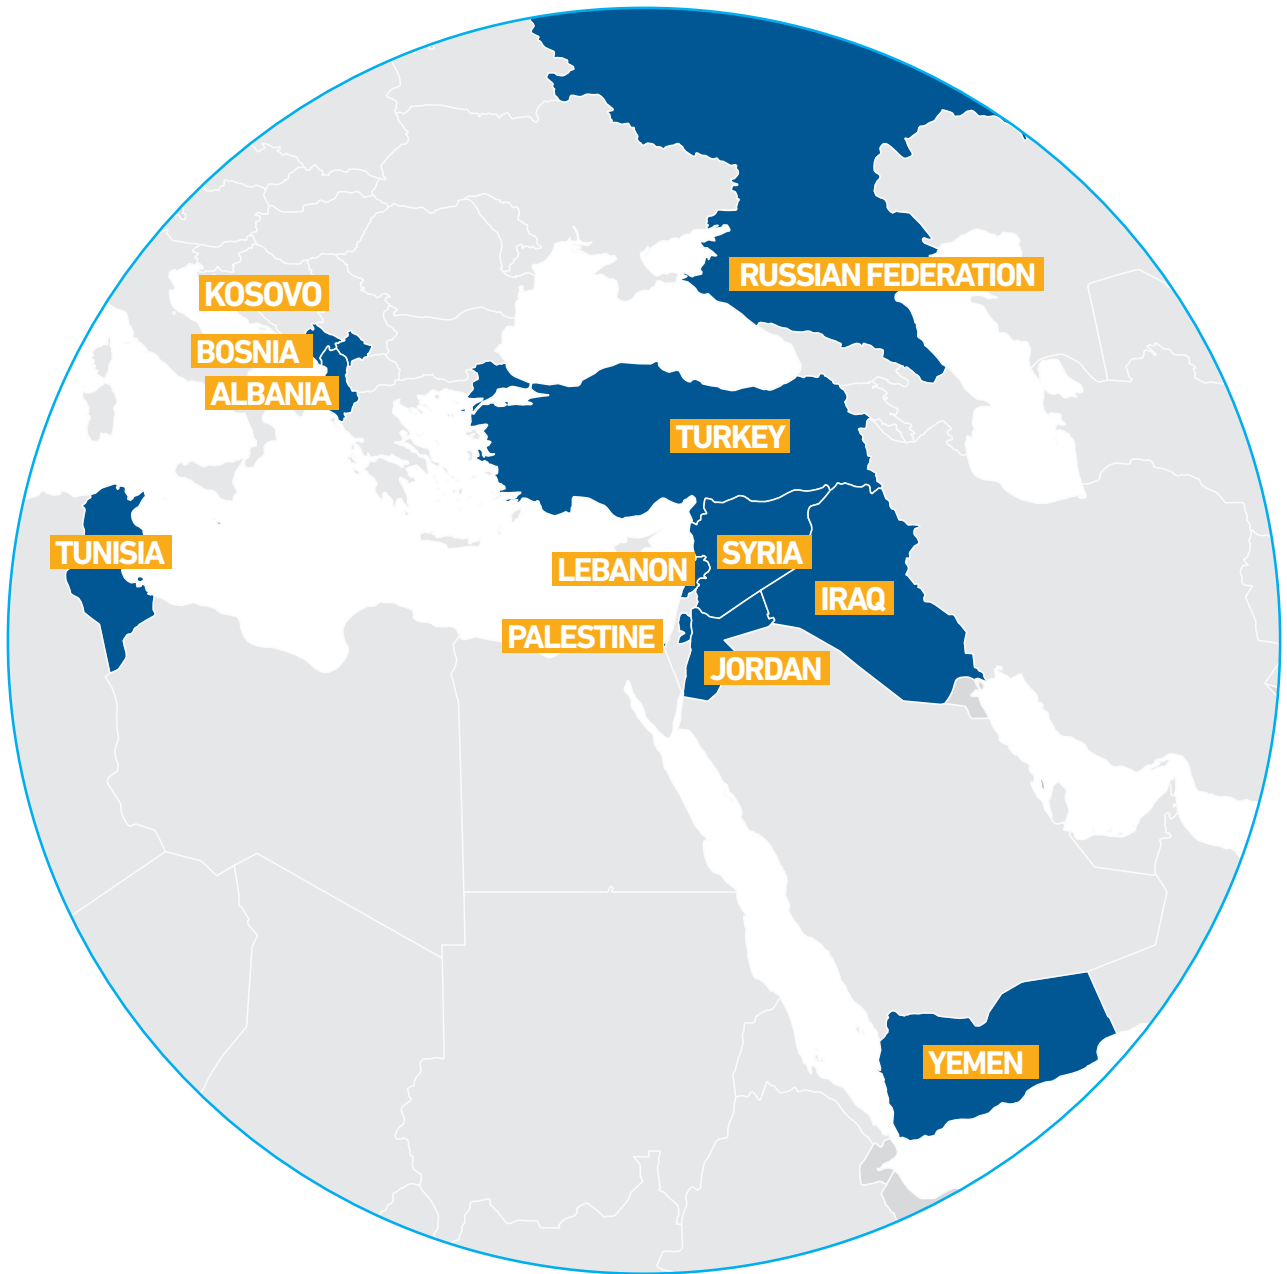 RUSSIAN FEDERATION
KOSOVO
BOSNIA
ALBANIA
TURKEY
TUNISIA
SYRIA
LEBANON
IRAQ
PALESTINE
JORDAN
YEMEN